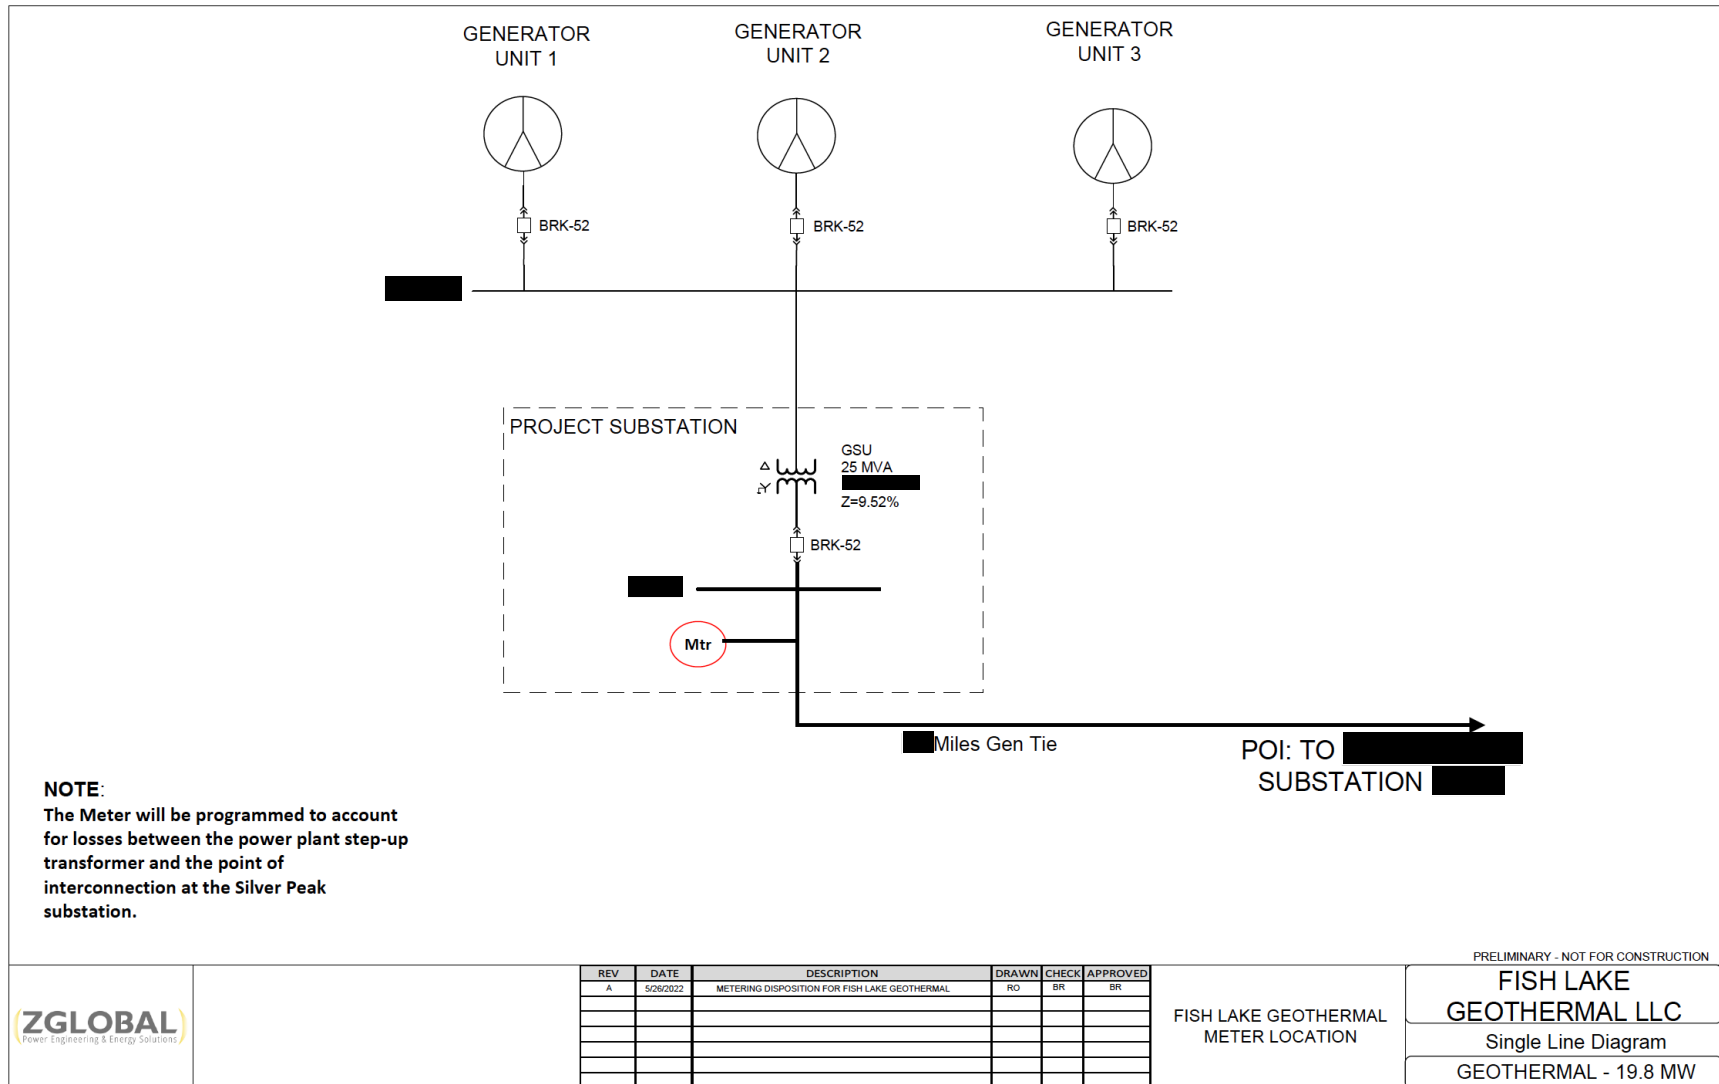 GENERATOR
UNIT 1
GENERATOR
UNIT 2
GENERATOR
UNIT 3
BRK-52
BRK-52
BRK-52
PROJECT SUBSTATION
GSU
25 MVA
Z=9.52%
BRK-52
Mtr
Miles Gen Tie
POI: TO
SUBSTATION
NOTE:
The Meter will be programmed to account
for losses between the power plant step-up
transformer and the point of
interconnection at the Silver Peak
substation.
PRELIMINARY - NOT FOR CONSTRUCTION
ZGLOBAL
Power Engineering & Energy Solutions
REV DATE DESCRIPTION DRAWN CHECK APPROVED
A 5/26/2022 METERING DISPOSITION FOR FISH LAKE GEOTHERMAL RO BR BR
FISH LAKE GEOTHERMAL
METER LOCATION
FISH LAKE
GEOTHERMAL LLC
Single Line Diagram
GEOTHERMAL - 19.8 MW